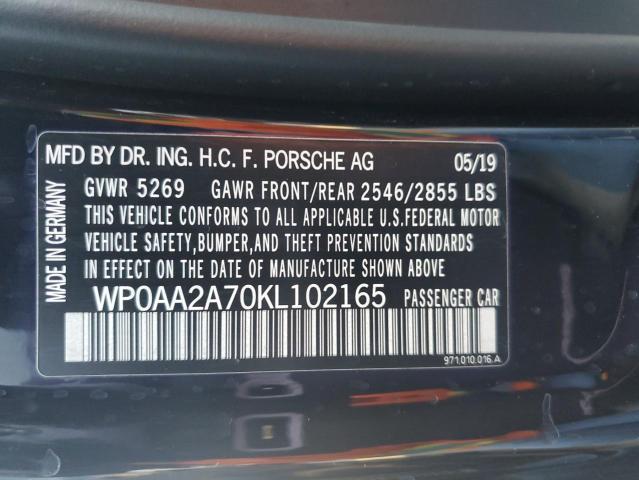 MADE IN GERMANY
MFD BY DR. ING. H.C. F. PORSCHE AG 05/19
GVWR 5269 GAWR FRONT/REAR 2546/2855 LBS
THIS VEHICLE CONFORMS TO ALL APPLICABLE U.S.FEDERAL MOTOR
VEHICLE SAFETY,BUMPER,AND THEFT PREVENTION STANDARDS
IN EFFECT ON THE DATE OF MANUFACTURE SHOWN ABOVE
WP0AA2A70KL102165 PASSENGER CAR
971.010.016.A